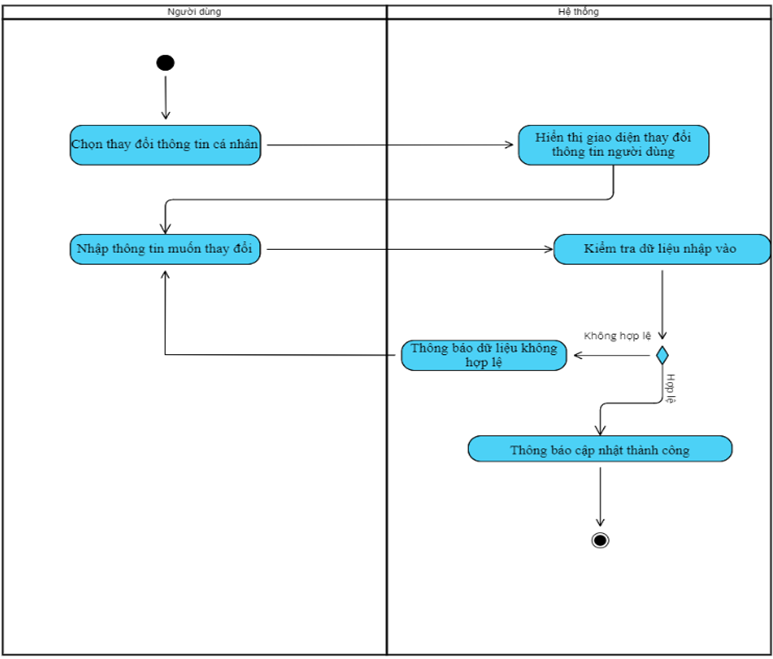 Người dùng
Hệ thống
Chọn thay đổi thông tin cá nhân
Hiển thị giao diện thay đổi
thông tin người dùng
Nhập thông tin muốn thay đổi
Kiểm tra dữ liệu nhập vào
Không hợp lệ
Thông báo dữ liệu không
hợp lệ
Hợp lệ
Thông báo cập nhật thành công